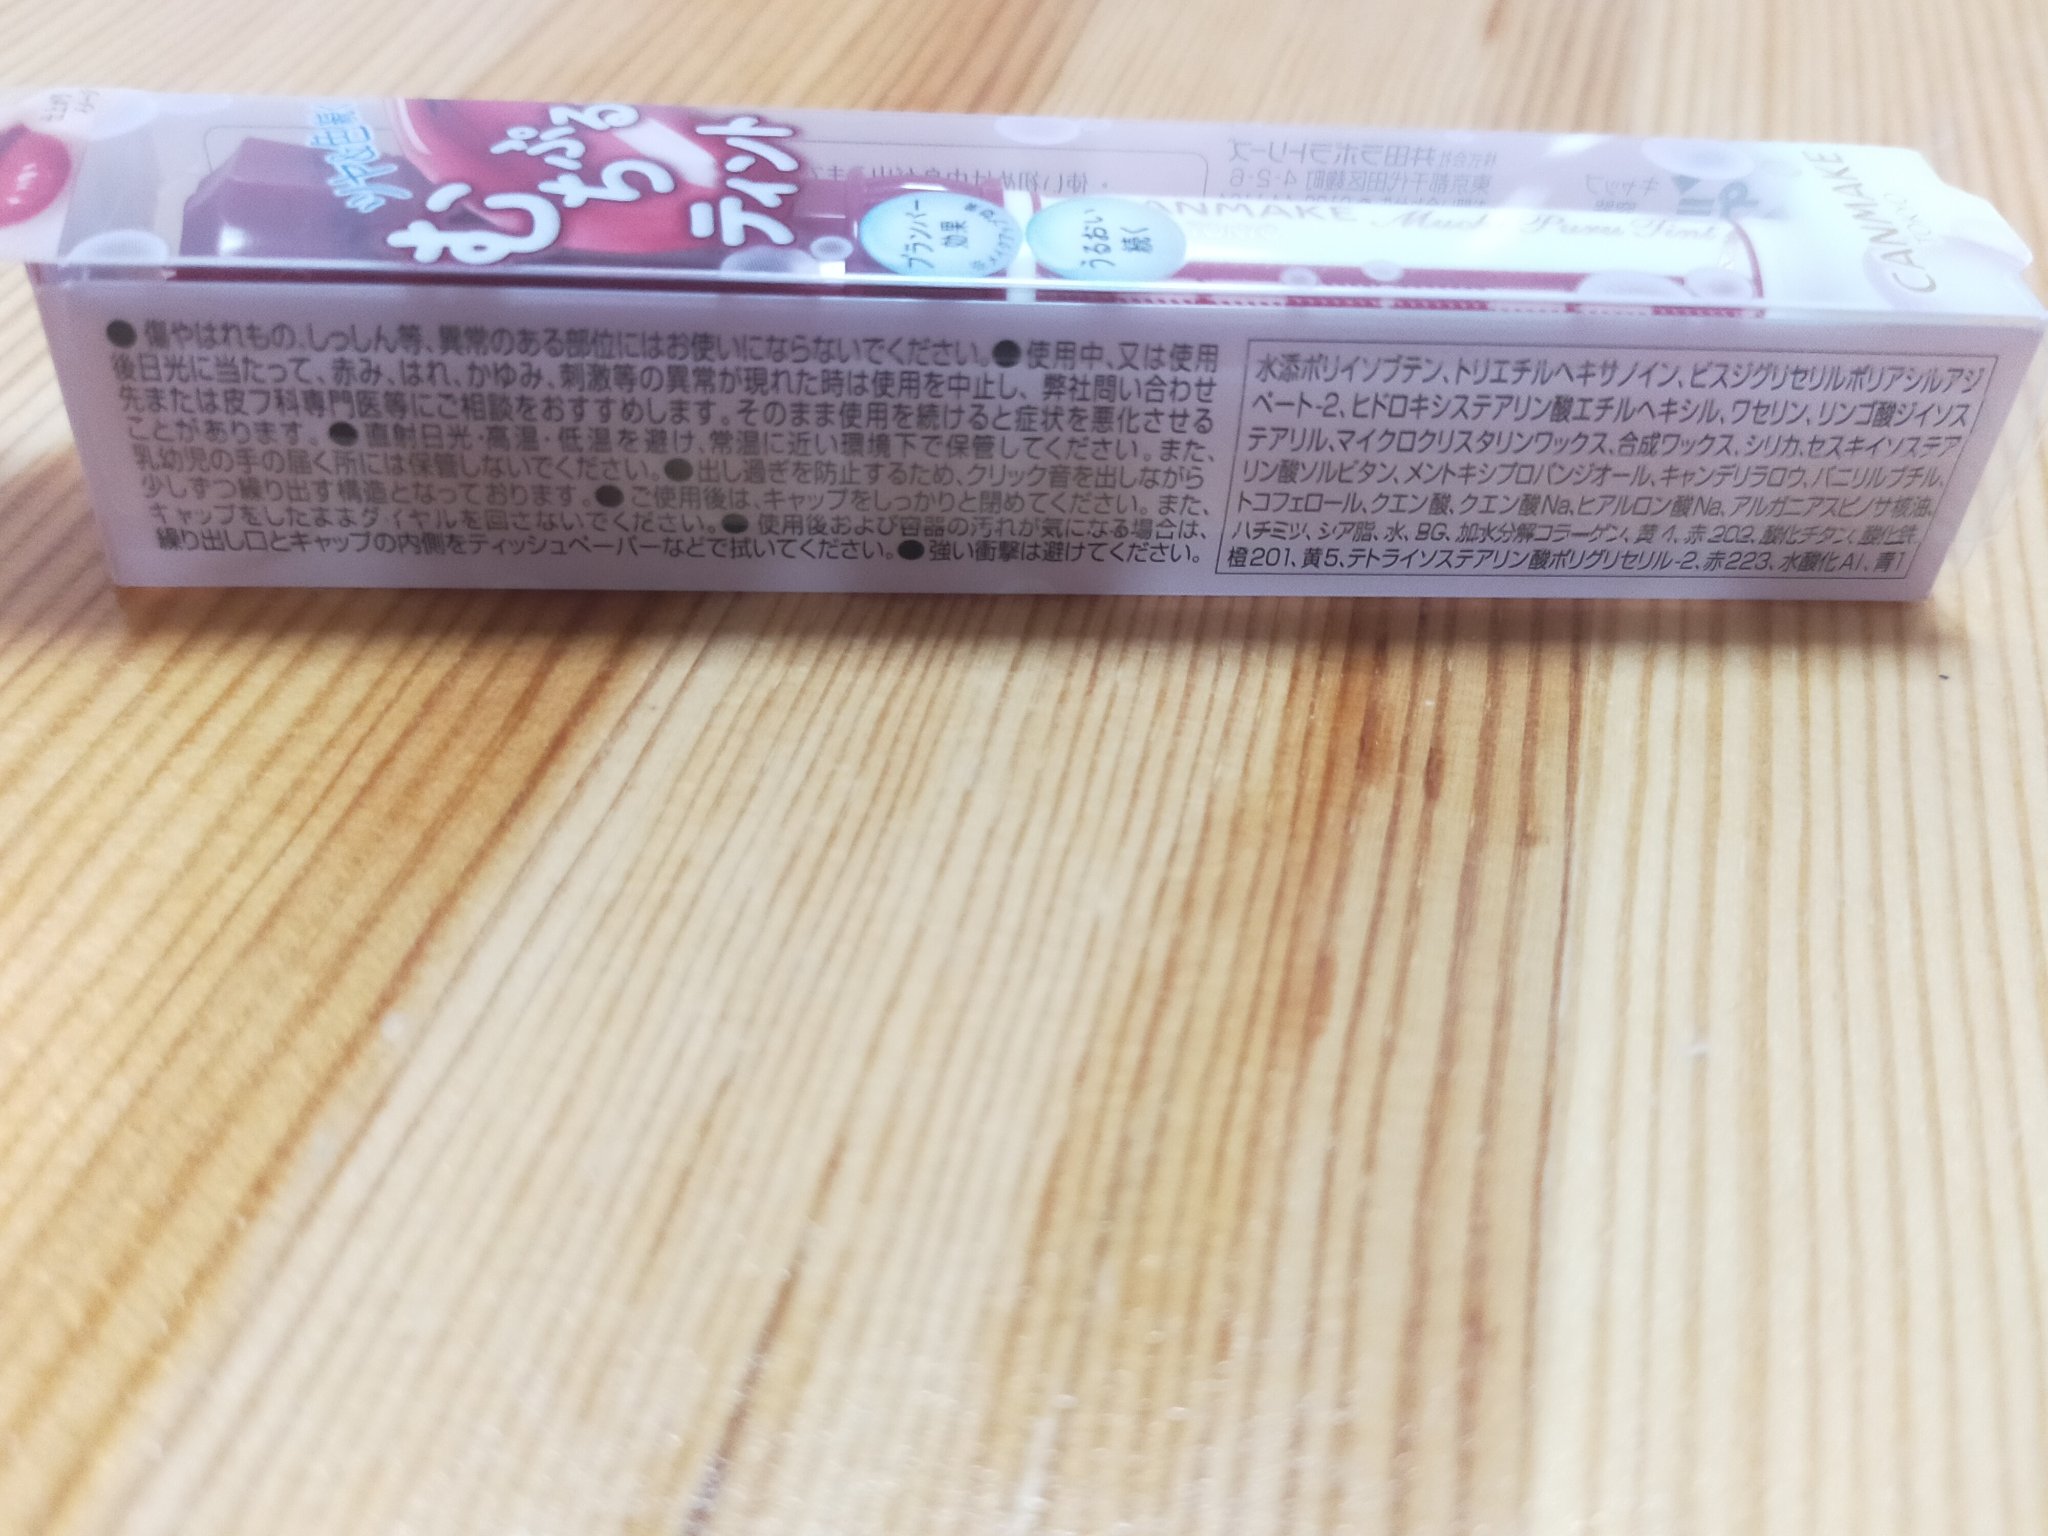 むちぷる
ティント
プランパー
効果
うるおい
続く
CANMAKE
CANMAKE
株式会社 井田ラボラトリーズ
東京都千代田区麹町 4-2-6
キャップ
●傷やはれもの、しっしん等、異常のある部位にはお使いにならないでください。●使用中、又は使用
後日光に当たって、赤み、はれ、かゆみ、刺激等の異常が現れた時は使用を中止し、弊社問い合わせ
先または皮フ科専門医等にご相談をおすすめします。そのまま使用を続けると症状を悪化させる
ことがあります。●直射日光・高温・低温を避け、常温に近い環境下で保管してください。また、
乳幼児の手の届く所には保管しないでください。●出し過ぎを防止するため、クリック音を出しながら
少しずつ繰り出す構造となっております。●ご使用後は、キャップをしっかりと閉めてください。また、
キャップをしたままダイヤルを回さないでください。●使用後および容器の汚れが気になる場合は、
繰り出し口とキャップの内側をティッシュペーパーなどで拭いてください。●強い衝撃は避けてください。
水添ポリイソブテン、トリエチルヘキサノイン、ビスジグリセリルポリアシルアジ
ペート-2、ヒドロキシステアリン酸エチルヘキシル、ワセリン、リンゴ酸ジイソス
テアリル、マイクロクリスタリンワックス、合成ワックス、シリカ、セスキイソステア
リン酸ソルビタン、メントキシプロパンジオール、キャンデリラロウ、バニリルブチル、
トコフェロール、クエン酸、クエン酸Na、ヒアルロン酸Na、アルガニアスピノサ核油、
ハチミツ、シア脂、水、BG、加水分解コラーゲン、黄4、赤202、酸化チタン、酸化鉄、
橙201、黄5、テトライソステアリン酸ポリグリセリル-2、赤223、水酸化Al、青1